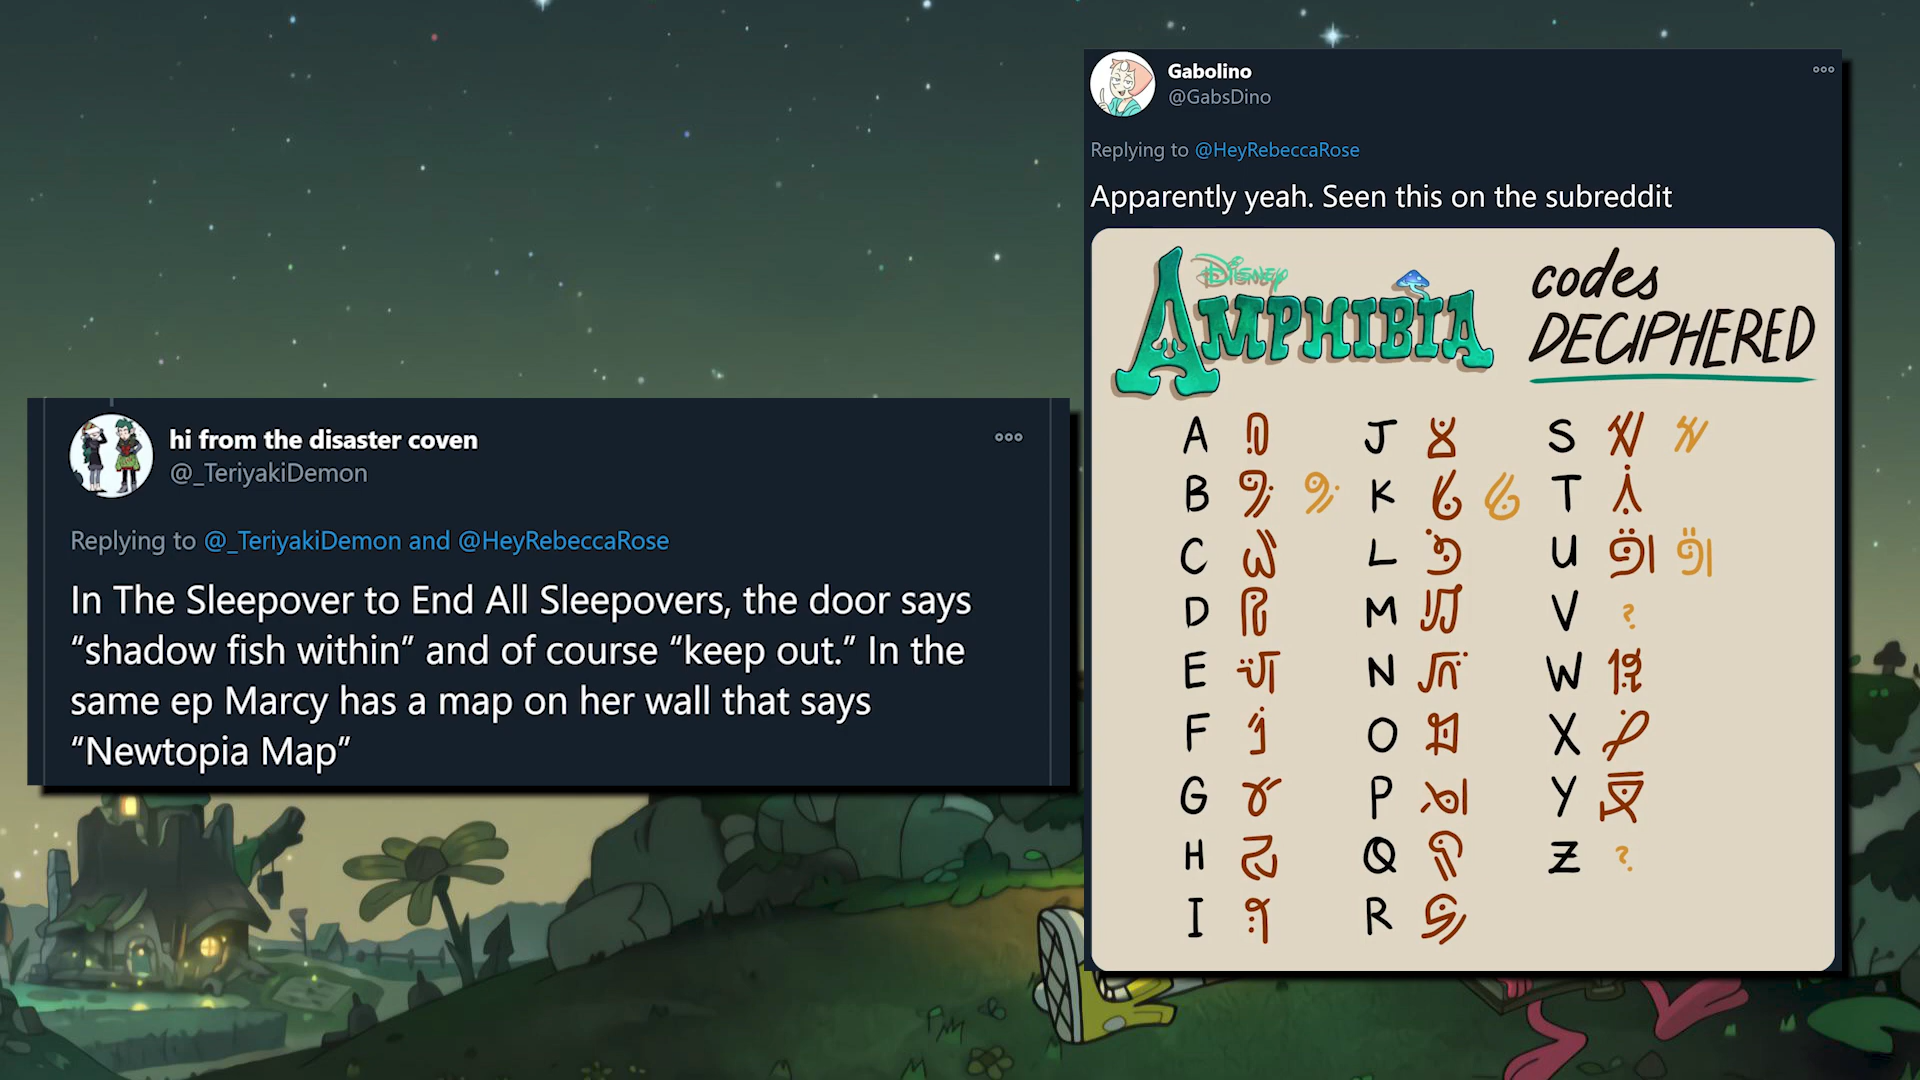 hi from the disaster coven
@_TeriyakiDemon
Replying to @_TeriyakiDemon and @HeyRebeccaRose
In The Sleepover to End All Sleepovers, the door says
“shadow fish within” and of course “keep out.” In the
same ep Marcy has a map on her wall that says
“Newtopia Map”
Gabolino
@GabsDino
Replying to @HeyRebeccaRose
Apparently yeah. Seen this on the subreddit
Disney
AMPHIBIA
codes
DECIPHERED
A
B
C
D
E
F
G
H
I
J
K
L
M
N
O
P
Q
R
S
T
U
V ?
W
X
Y
Z ?